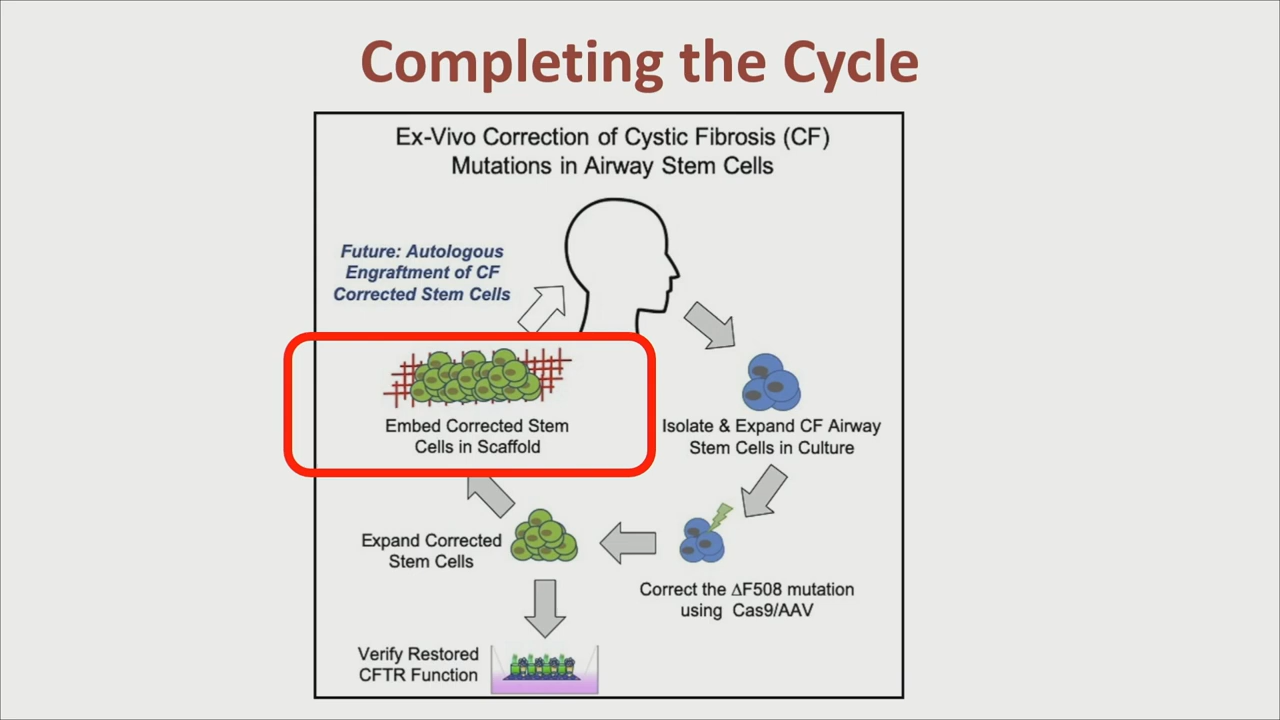 Completing the Cycle
Ex-Vivo Correction of Cystic Fibrosis (CF)
Mutations in Airway Stem Cells
Future: Autologous
Engraftment of CF
Corrected Stem Cells
Embed Corrected Stem
Cells in Scaffold
Isolate & Expand CF Airway
Stem Cells in Culture
Expand Corrected
Stem Cells
Correct the ΔF508 mutation
using Cas9/AAV
Verify Restored
CFTR Function